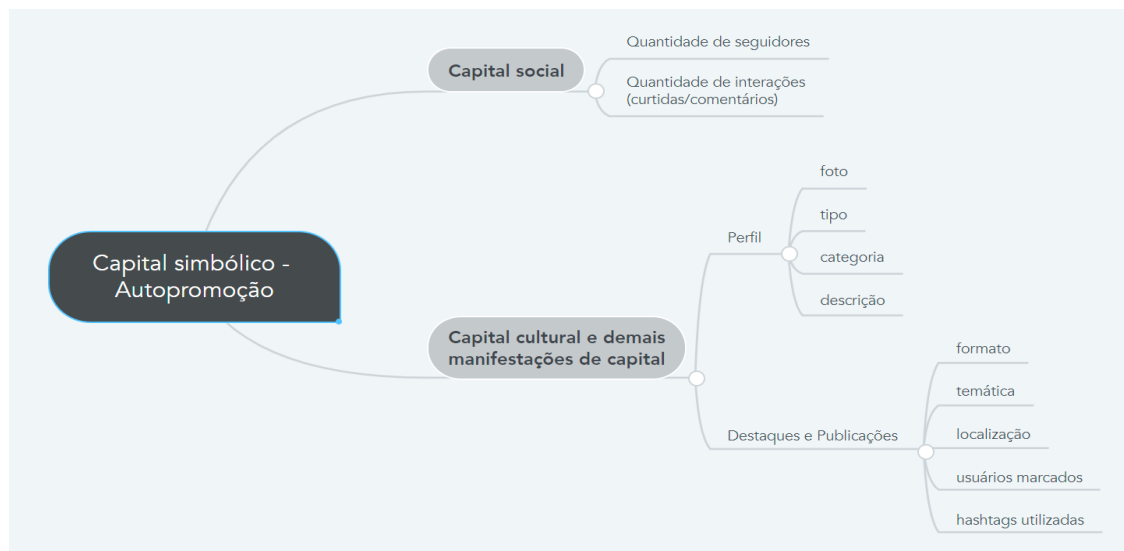 Capital simbólico -
Autopromoção
Capital social
Quantidade de seguidores
Quantidade de interações
(curtidas/comentários)
Capital cultural e demais
manifestações de capital
Perfil
foto
tipo
categoria
descrição
Destaques e Publicações
formato
temática
localização
usuários marcados
hashtags utilizadas